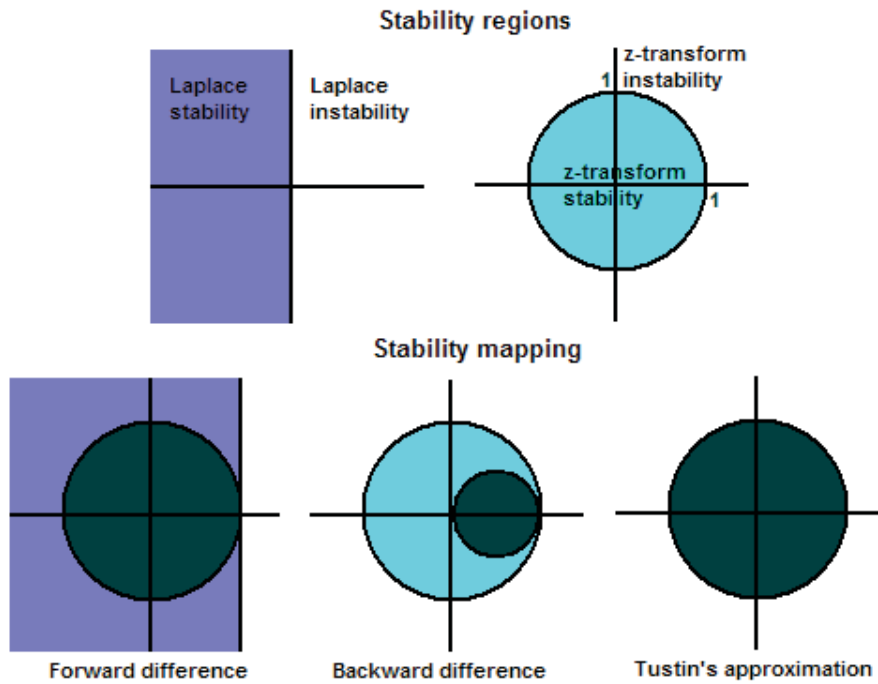 Stability regions
Laplace
stability
Laplace
instability
z-transform
instability
1
z-transform
stability
1
Stability mapping
Forward difference
Backward difference
Tustin's approximation